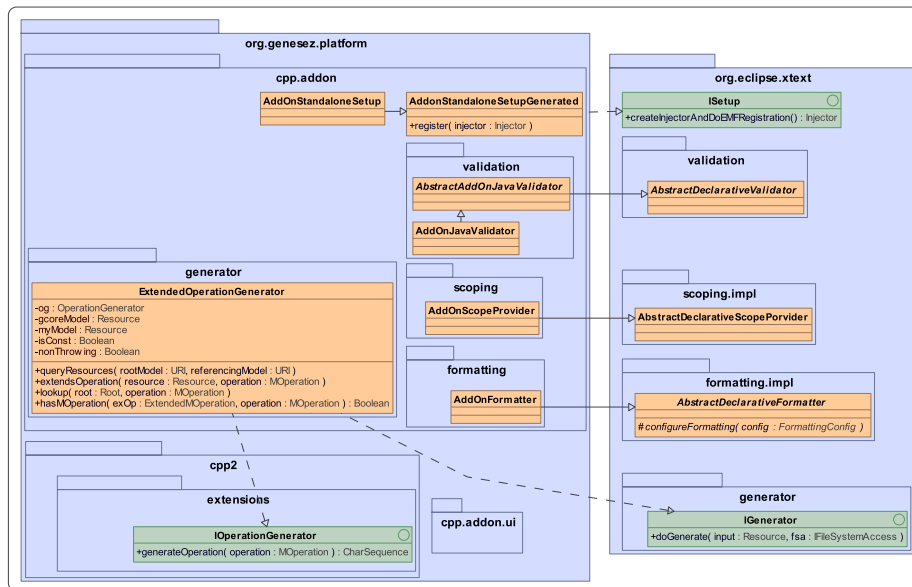 org.genesez.platform
cpp.addon
AddOnStandaloneSetup
AddonStandaloneSetupGenerated
+register( injector : Injector )
validation
AbstractAddOnJavaValidator
AddOnJavaValidator
generator
ExtendedOperationGenerator
-og : OperationGenerator
-gcoreModel : Resource
-myModel : Resource
-isConst : Boolean
-nonThrowing : Boolean
+queryResources( rootModel : URI, referencingModel : URI )
+extendsOperation( resource : Resource, operation : MOperation )
+lookup( root : Root, operation : MOperation )
+hasMOperation( exOp : ExtendedMOperation, operation : MOperation ) : Boolean
scoping
AddOnScopeProvider
formatting
AddOnFormatter
cpp2
extensions
IOperationGenerator
+generateOperation( operation : MOperation ) : CharSequence
cpp.addon.ui
org.eclipse.xtext
ISetup
+createInjectorAndDoEMFRegistration() : Injector
validation
AbstractDeclarativeValidator
scoping.impl
AbstractDeclarativeScopePorvider
formatting.impl
AbstractDeclarativeFormatter
# configureFormatting( config : FormattingConfig )
generator
IGenerator
+doGenerate( input : Resource, fsa : IFileSystemAccess )